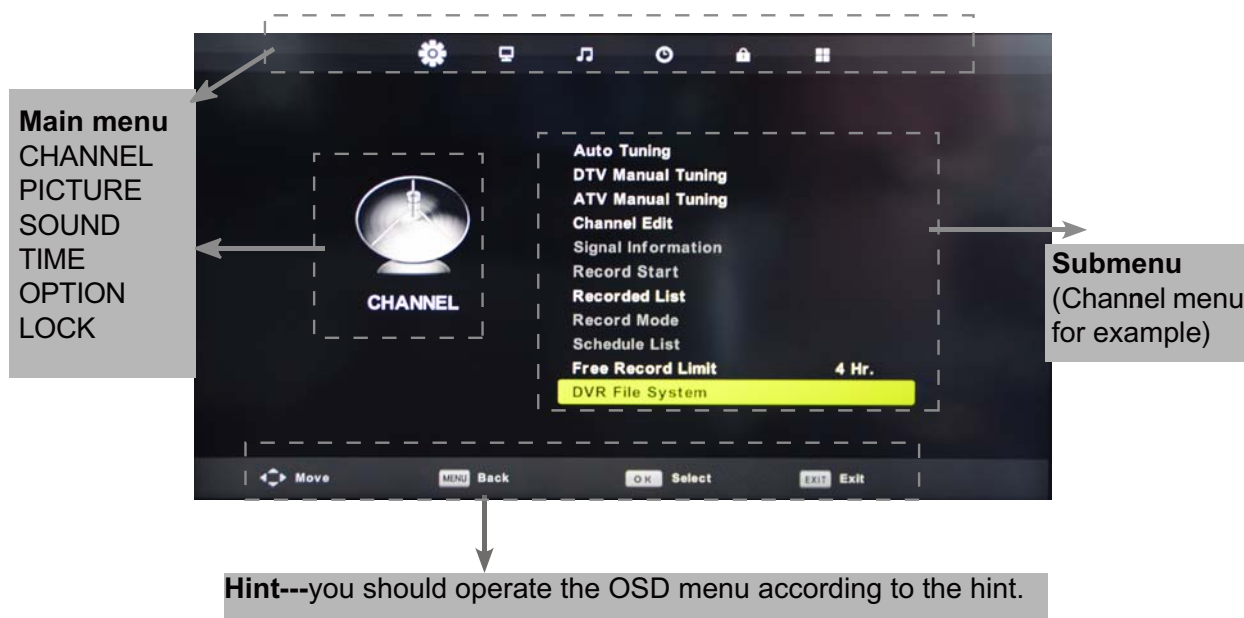 Main menu
CHANNEL
PICTURE
SOUND
TIME
OPTION
LOCK
CHANNEL
Auto Tuning
DTV Manual Tuning
ATV Manual Tuning
Channel Edit
Signal Information
Record Start
Recorded List
Record Mode
Schedule List
Free Record Limit 4 Hr.
DVR File System
Submenu
(Channel menu
for example)
Move MENU Back OK Select EXIT Exit
Hint---you should operate the OSD menu according to the hint.